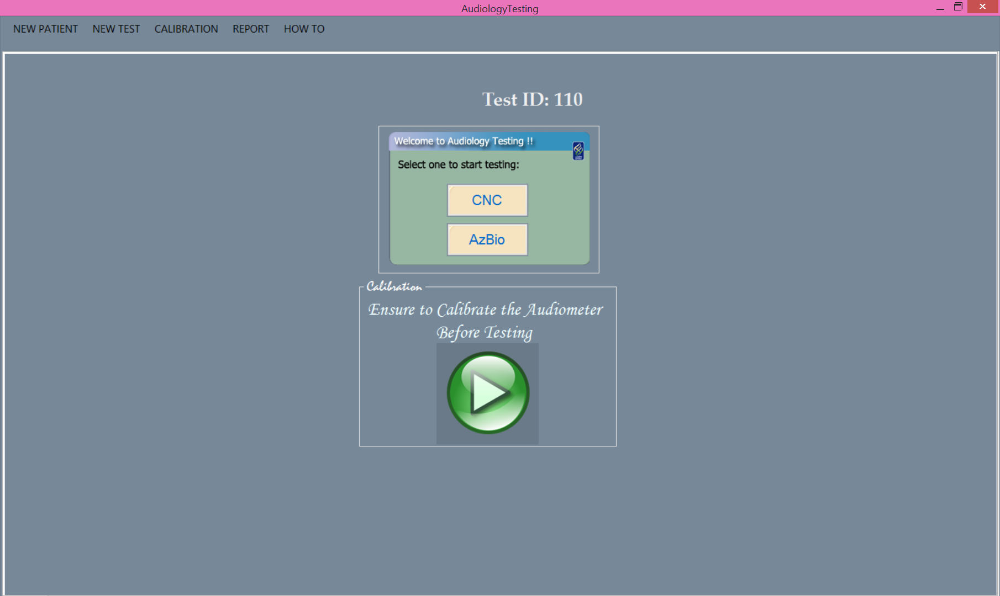 AudiologyTesting
NEW PATIENT NEW TEST CALIBRATION REPORT HOW TO
Test ID: 110
Welcome to Audiology Testing !!
Select one to start testing:
CNC
AzBio
Calibration
Ensure to Calibrate the Audiometer
Before Testing